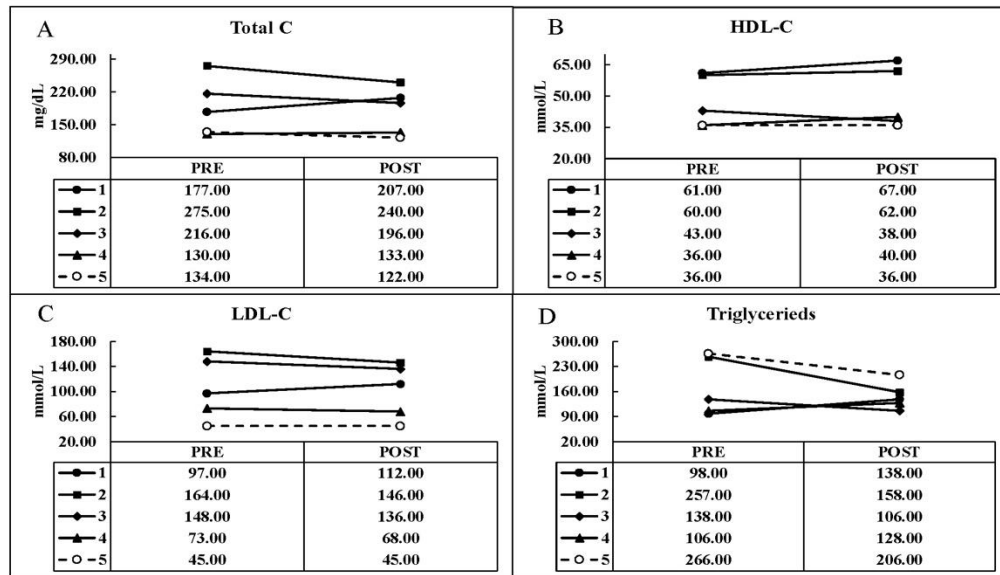 A
Total C
290.00
220.00
150.00
80.00
mg/dL
PRE POST
1 177.00 207.00
2 275.00 240.00
3 216.00 196.00
4 130.00 133.00
5 134.00 122.00
B
HDL-C
65.00
50.00
35.00
20.00
mmol/L
PRE POST
1 61.00 67.00
2 60.00 62.00
3 43.00 38.00
4 36.00 40.00
5 36.00 36.00
C
LDL-C
180.00
140.00
100.00
60.00
20.00
mmol/L
PRE POST
1 97.00 112.00
2 164.00 146.00
3 148.00 136.00
4 73.00 68.00
5 45.00 45.00
D
Triglycerieds
300.00
230.00
160.00
90.00
20.00
mmol/L
PRE POST
1 98.00 138.00
2 257.00 158.00
3 138.00 106.00
4 106.00 128.00
5 266.00 206.00